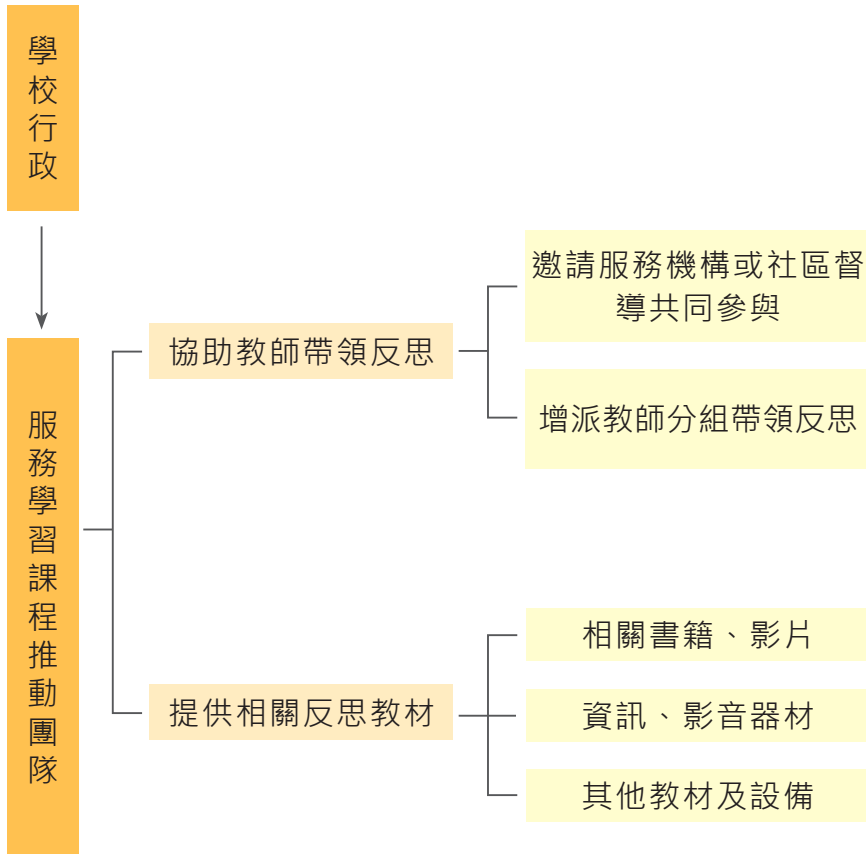 學校行政
服務學習課程推動團隊
協助教師帶領反思
邀請服務機構或社區督
導共同參與
增派教師分組帶領反思
提供相關反思教材
相關書籍、影片
資訊、影音器材
其他教材及設備